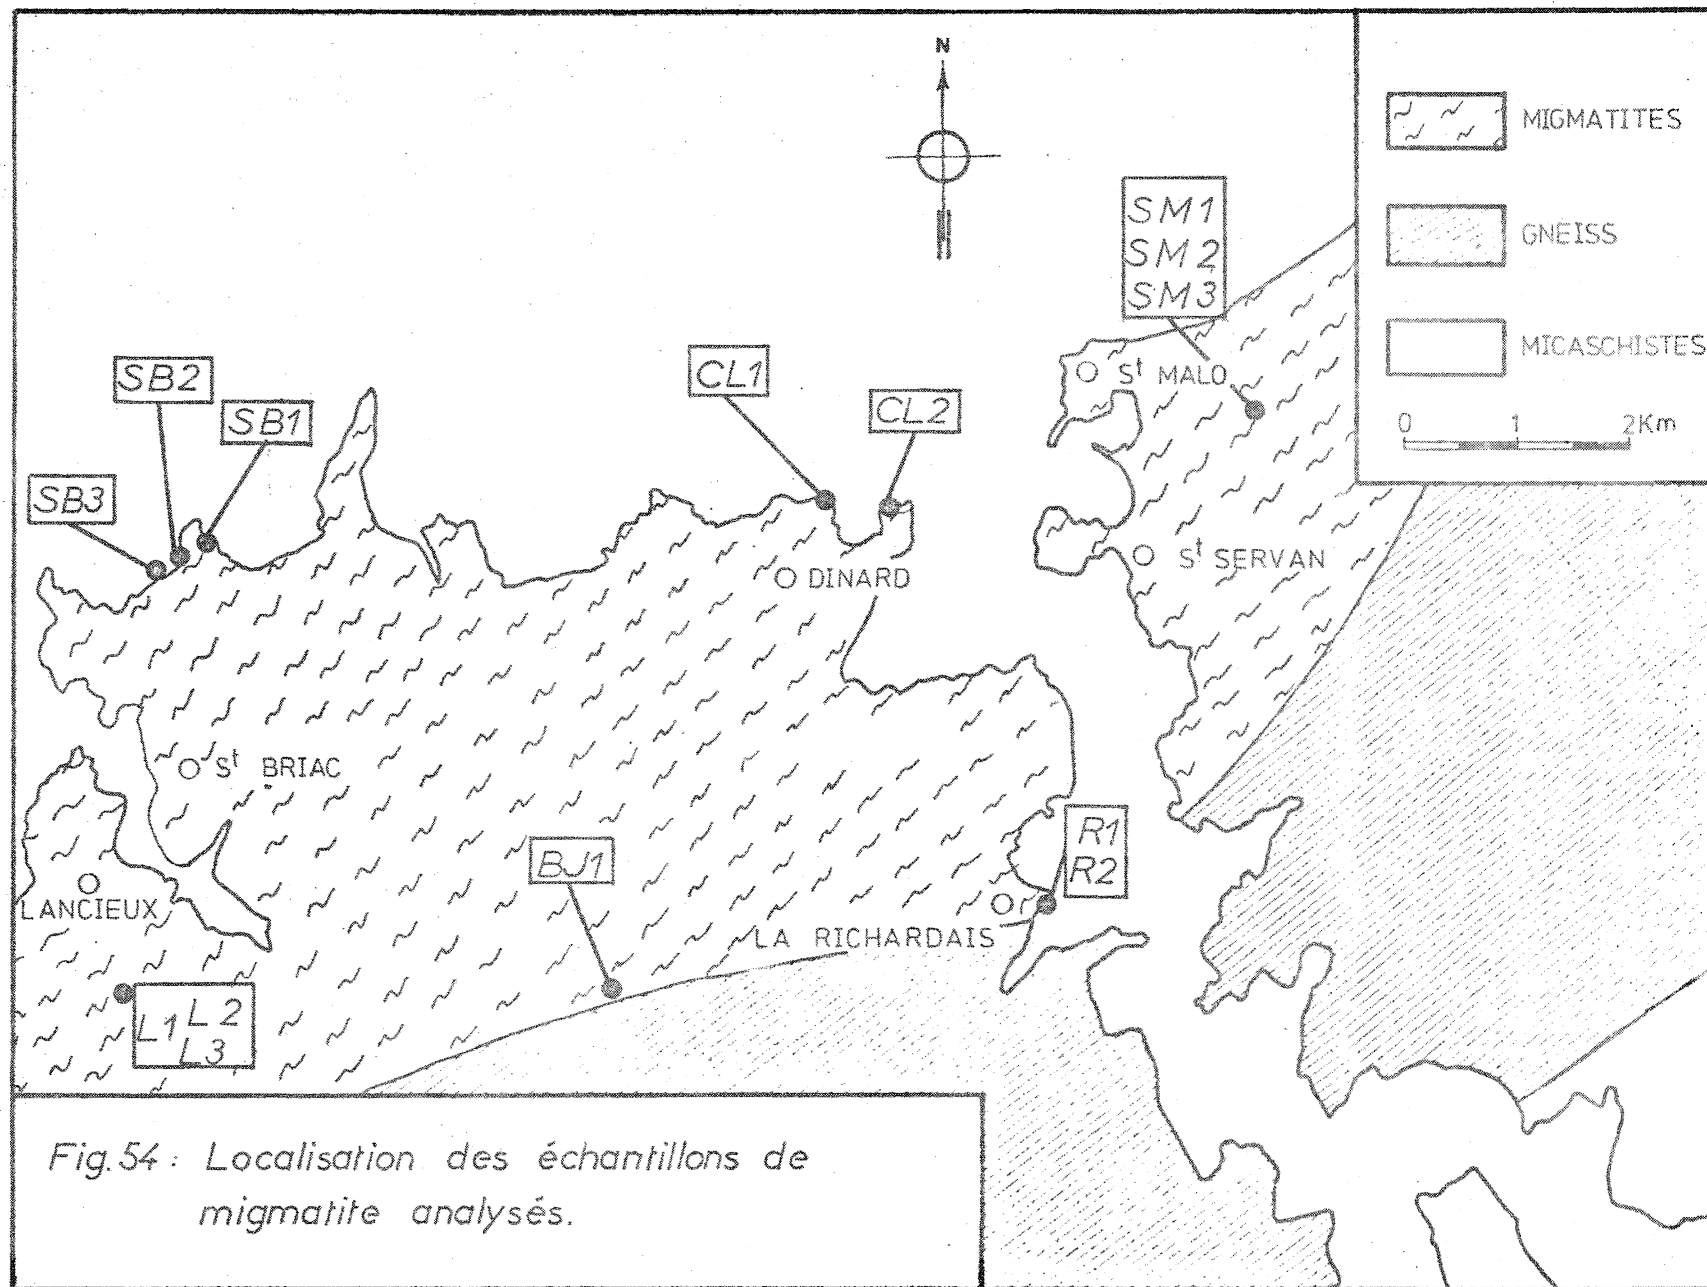 N
MIGMATITES
GNEISS
MICASCHISTES
0 1 2Km
SM1
SM2
SM3
St MALO
SB2
SB1
SB3
CL1
CL2
DINARD
St SERVAN
St BRIAC
LANCIEUX
BJ1
R1
R2
LA RICHARDAIS
L1 L2
L3
Fig.54: Localisation des échantillons de
migmatite analysés.